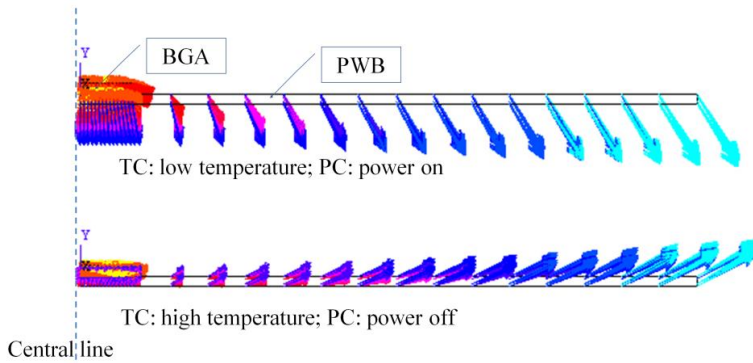 Y
BGA
PWB
X
TC: low temperature; PC: power on
Y
X
TC: high temperature; PC: power off
Central line